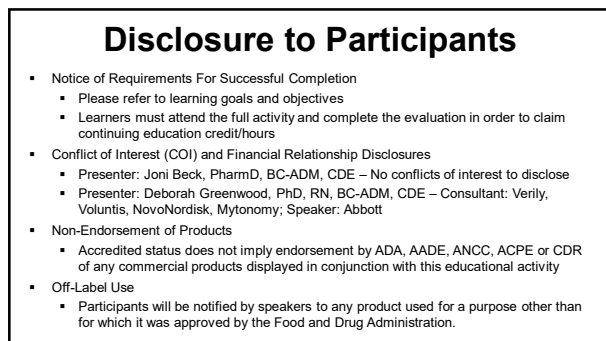 Disclosure to Participants
▪ Notice of Requirements For Successful Completion
▪ Please refer to learning goals and objectives
▪ Learners must attend the full activity and complete the evaluation in order to claim
continuing education credit/hours
▪ Conflict of Interest (COI) and Financial Relationship Disclosures
▪ Presenter: Joni Beck, PharmD, BC-ADM, CDE – No conflicts of interest to disclose
▪ Presenter: Deborah Greenwood, PhD, RN, BC-ADM, CDE – Consultant: Verily,
Voluntis, NovoNordisk, Mytonomy; Speaker: Abbott
▪ Non-Endorsement of Products
▪ Accredited status does not imply endorsement by ADA, AADE, ANCC, ACPE or CDR
of any commercial products displayed in conjunction with this educational activity
▪ Off-Label Use
▪ Participants will be notified by speakers to any product used for a purpose other than
for which it was approved by the Food and Drug Administration.